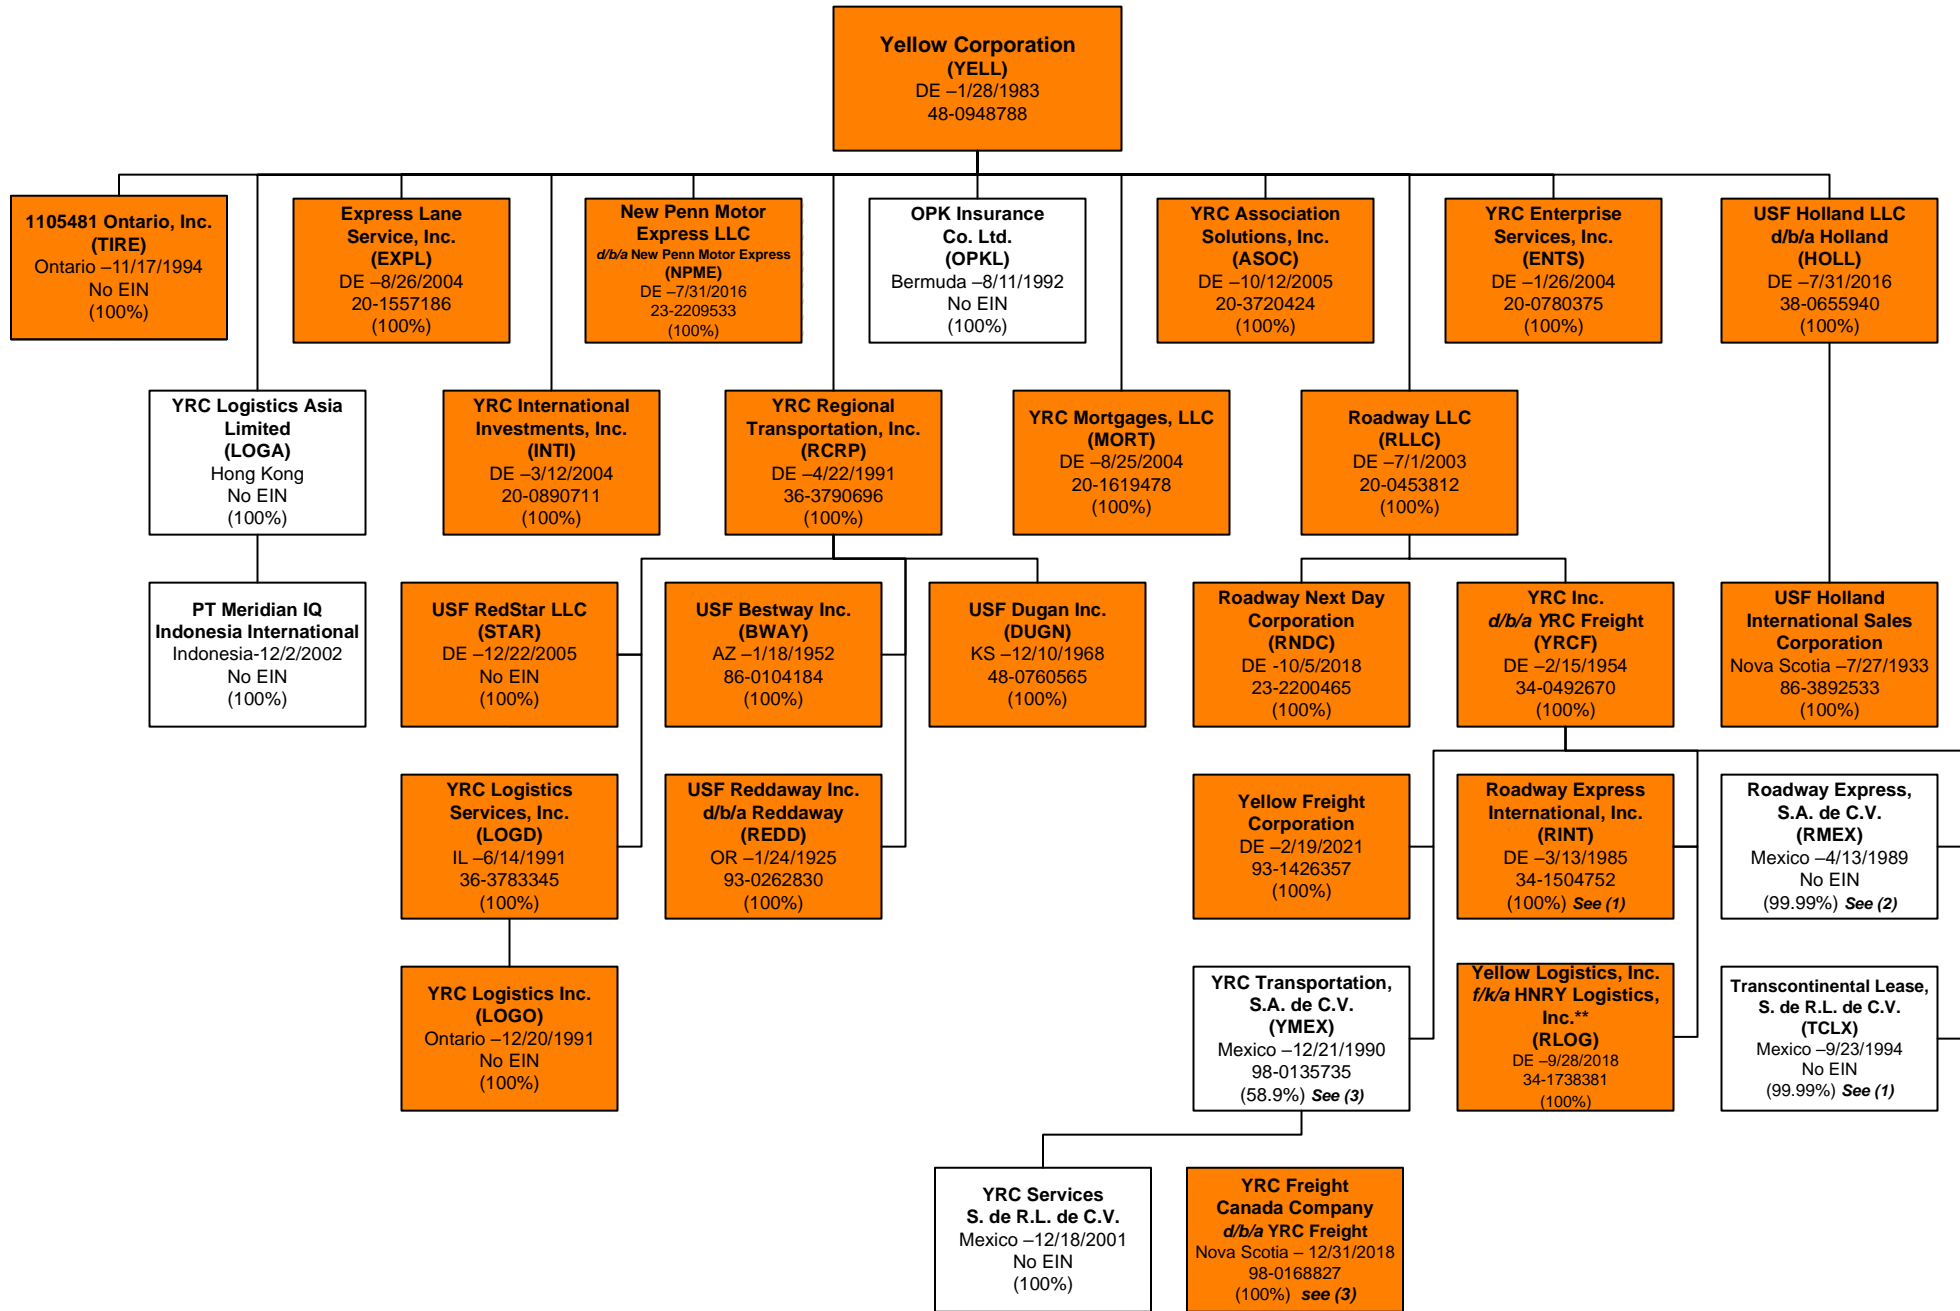 Yellow Corporation
(YELL)
DE –1/28/1983
48-0948788
1105481 Ontario, Inc.
(TIRE)
Ontario –11/17/1994
No EIN
(100%)
Express Lane
Service, Inc.
(EXPL)
DE –8/26/2004
20-1557186
(100%)
New Penn Motor
Express LLC
d/b/a New Penn Motor Express
(NPME)
DE –7/31/2016
23-2209533
(100%)
OPK Insurance
Co. Ltd.
(OPKL)
Bermuda –8/11/1992
No EIN
(100%)
YRC Association
Solutions, Inc.
(ASOC)
DE –10/12/2005
20-3720424
(100%)
YRC Enterprise
Services, Inc.
(ENTS)
DE –1/26/2004
20-0780375
(100%)
USF Holland LLC
d/b/a Holland
(HOLL)
DE –7/31/2016
38-0655940
(100%)
YRC Logistics Asia
Limited
(LOGA)
Hong Kong
No EIN
(100%)
YRC International
Investments, Inc.
(INTI)
DE –3/12/2004
20-0890711
(100%)
YRC Regional
Transportation, Inc.
(RCRP)
DE –4/22/1991
36-3790696
(100%)
YRC Mortgages, LLC
(MORT)
DE –8/25/2004
20-1619478
(100%)
Roadway LLC
(RLLC)
DE –7/1/2003
20-0453812
(100%)
PT Meridian IQ
Indonesia International
Indonesia-12/2/2002
No EIN
(100%)
USF RedStar LLC
(STAR)
DE –12/22/2005
No EIN
(100%)
USF Bestway Inc.
(BWAY)
AZ –1/18/1952
86-0104184
(100%)
USF Dugan Inc.
(DUGN)
KS –12/10/1968
48-0760565
(100%)
Roadway Next Day
Corporation
(RNDC)
DE -10/5/2018
23-2200465
(100%)
YRC Inc.
d/b/a YRC Freight
(YRCF)
DE –2/15/1954
34-0492670
(100%)
USF Holland
International Sales
Corporation
Nova Scotia –7/27/1933
86-3892533
(100%)
YRC Logistics
Services, Inc.
(LOGD)
IL –6/14/1991
36-3783345
(100%)
USF Reddaway Inc.
d/b/a Reddaway
(REDD)
OR –1/24/1925
93-0262830
(100%)
Yellow Freight
Corporation
DE –2/19/2021
93-1426357
(100%)
Roadway Express
International, Inc.
(RINT)
DE –3/13/1985
34-1504752
(100%) See (1)
Roadway Express,
S.A. de C.V.
(RMEX)
Mexico –4/13/1989
No EIN
(99.99%) See (2)
YRC Logistics Inc.
(LOGO)
Ontario –12/20/1991
No EIN
(100%)
YRC Transportation,
S.A. de C.V.
(YMEX)
Mexico –12/21/1990
98-0135735
(58.9%) See (3)
Yellow Logistics, Inc.
f/k/a HNRY Logistics,
Inc.**
(RLOG)
DE –9/28/2018
34-1738381
(100%)
Transcontinental Lease,
S. de R.L. de C.V.
(TCLX)
Mexico –9/23/1994
No EIN
(99.99%) See (1)
YRC Services
S. de R.L. de C.V.
Mexico –12/18/2001
No EIN
(100%)
YRC Freight
Canada Company
d/b/a YRC Freight
Nova Scotia – 12/31/2018
98-0168827
(100%) see (3)